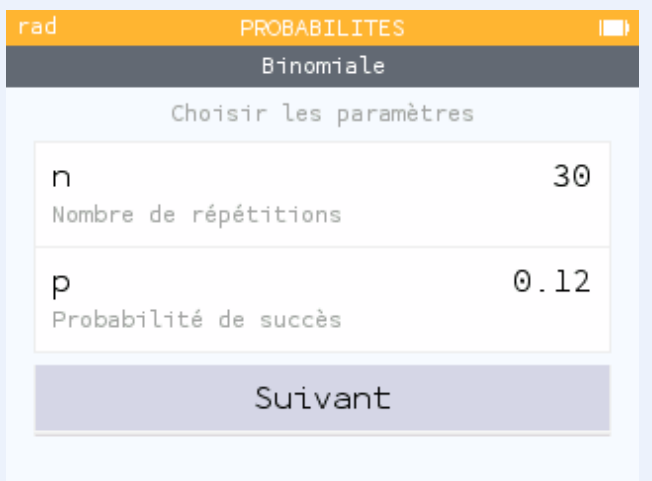 rad PROBABILITES
Binomiale
Choisir les paramètres
n 30
Nombre de répétitions
p 0.12
Probabilité de succès
Suivant